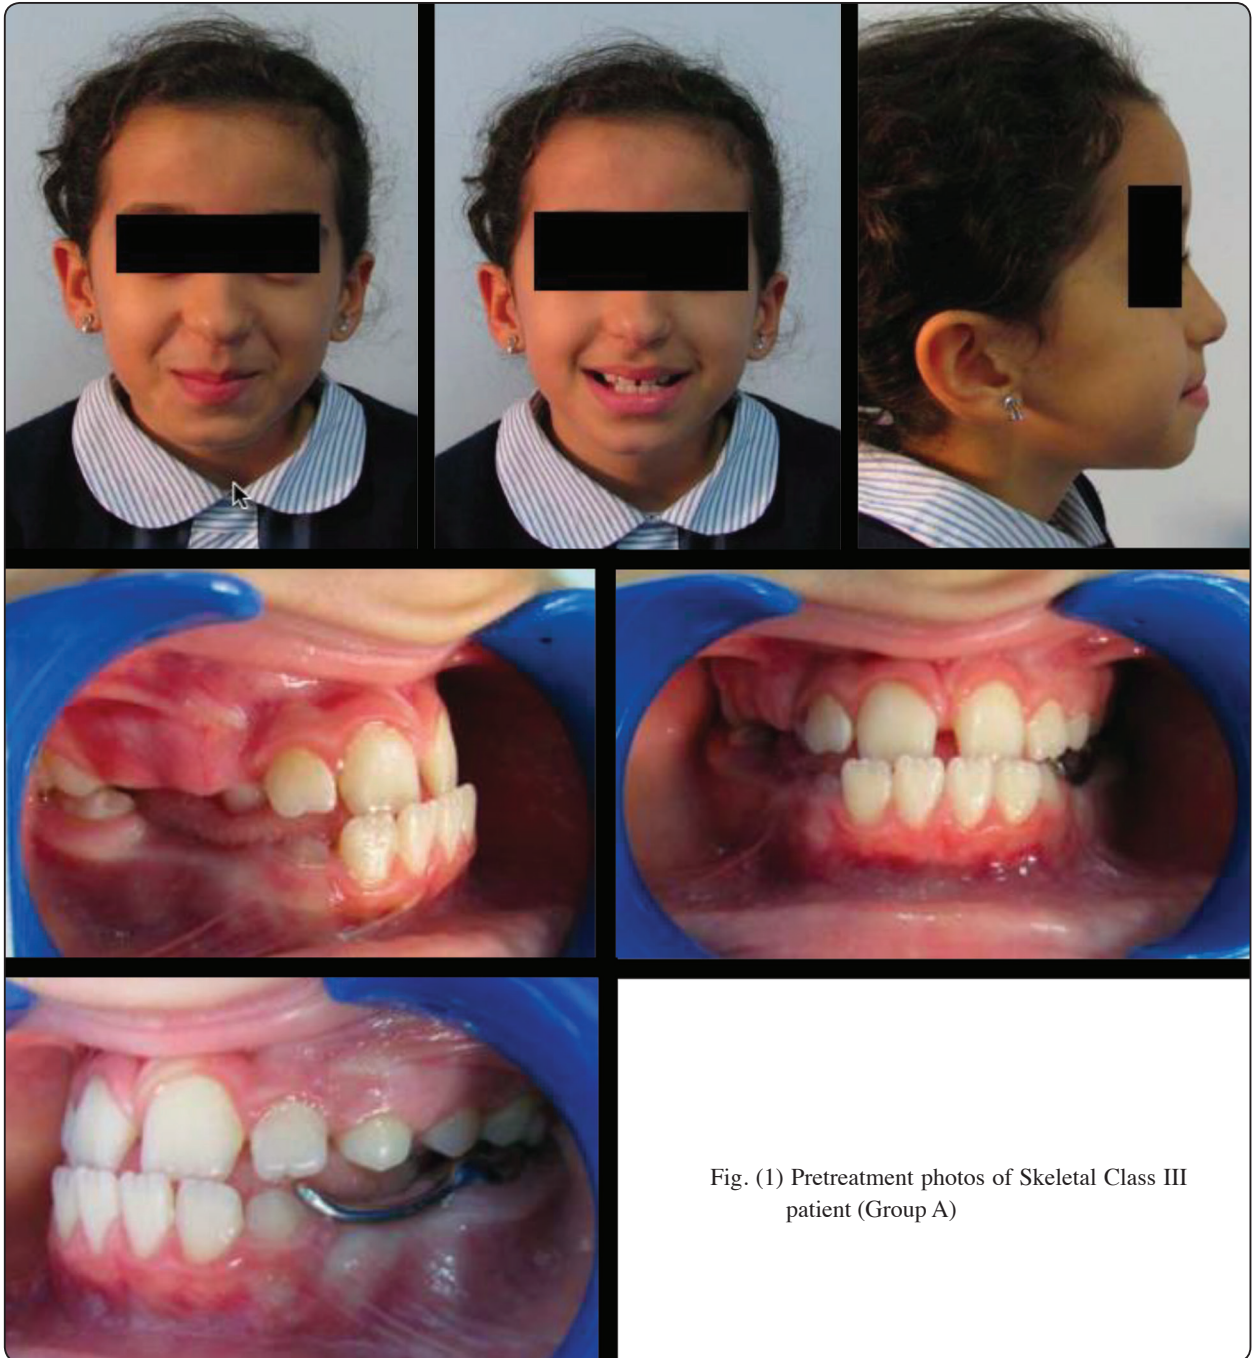 Fig. (1) Pretreatment photos of Skeletal Class III
patient (Group A)